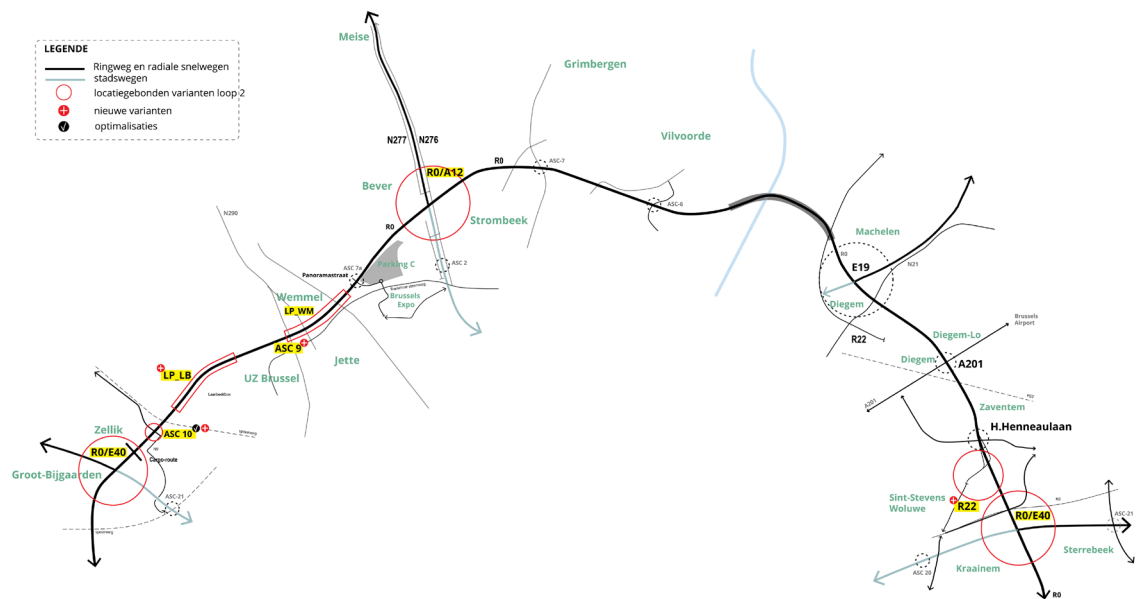 LEGENDE
Ringweg en radiale snelwegen
stadswegen
locatiegebonden varianten loop 2
nieuwe varianten
optimalisaties
Meise
Grimbergen
Vilvoorde
N277
N276
R0/A12
R0
ASC-7
Bever
ASC-6
Strombeek
N290
R0
Machelen
R0
E19
N21
ASC 7a
Parking C
ASC 2
Panoramastraat
Wemmel
LP_WM
Brussels
Expo
Diegem
R22
Brussels
Airport
ASC 9
Diegem-Lo
Jette
Diegem
A201
UZ Brussel
LP_LB
Laarbeekbos
A201
Zaventem
Zellik
ASC 10
H.Henneaulaan
R0/E40
Cargo-route
Groot-Bijgaarden
ASC-21
Sint-Stevens
Woluwe
R22
R0/E40
ASC-21
Sterrebeek
Kraainem
ASC 20
R0